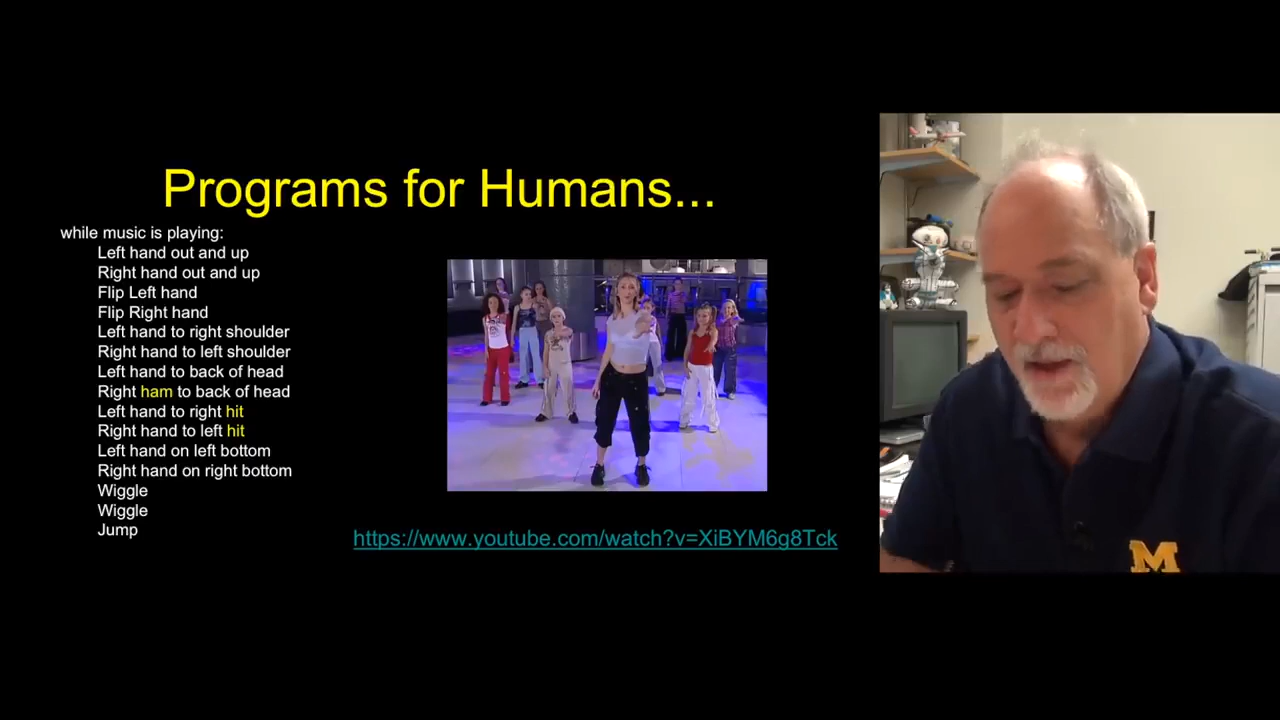 Programs for Humans...
while music is playing:
Left hand out and up
Right hand out and up
Flip Left hand
Flip Right hand
Left hand to right shoulder
Right hand to left shoulder
Left hand to back of head
Right ham to back of head
Left hand to right hit
Right hand to left hit
Left hand on left bottom
Right hand on right bottom
Wiggle
Wiggle
Jump
https://www.youtube.com/watch?v=XiBYM6g8Tck
M